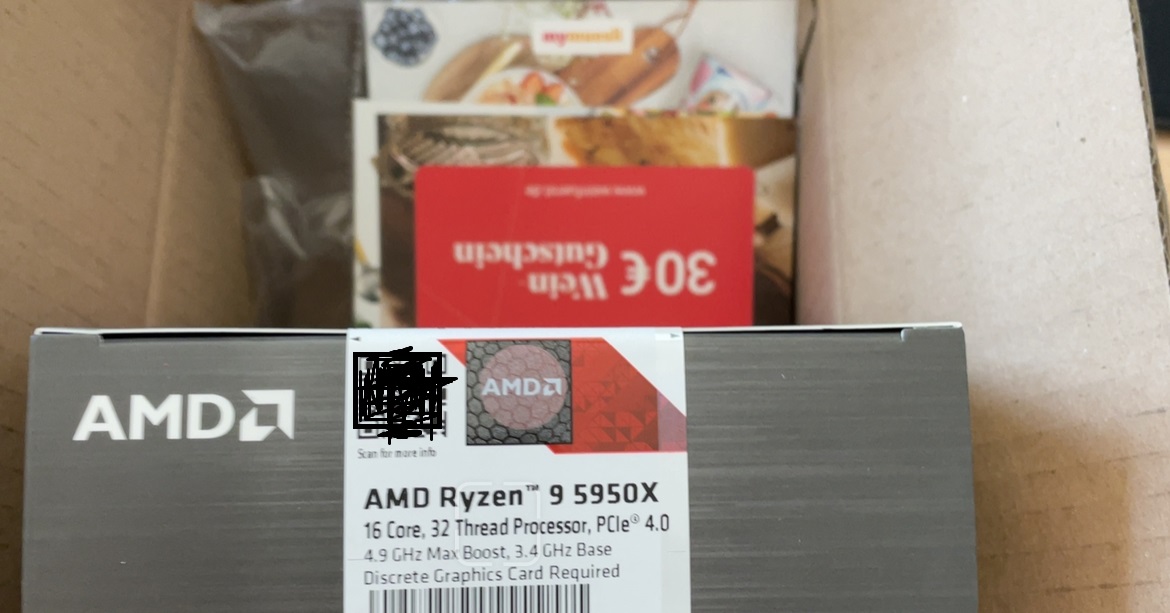 mymuesli
www.weinfuerst.de
30 € Wein-
Gutschein
AMD
AMD
Scan for more info
AMD Ryzen™ 9 5950X
16 Core, 32 Thread Processor, PCIe® 4.0
4.9 GHz Max Boost, 3.4 GHz Base
Discrete Graphics Card Required